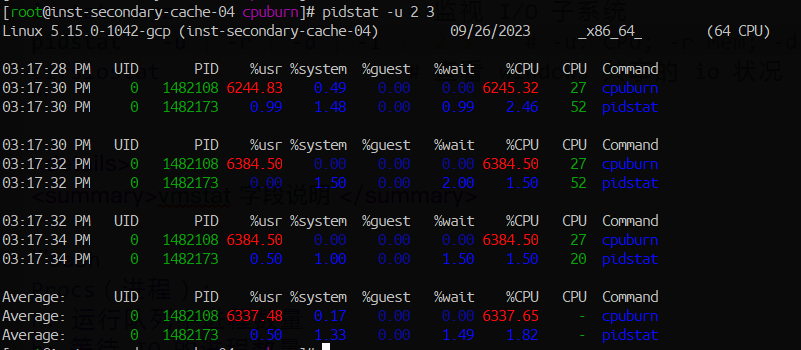 [root@inst-secondary-cache-04 cpuburn]# pidstat -u 2 3
Linux 5.15.0-1042-gcp (inst-secondary-cache-04) 09/26/2023 _x86_64_ (64 CPU)
03:17:28 PM UID PID %usr %system %guest %wait %CPU CPU Command
03:17:30 PM 0 1482108 6244.83 0.49 0.00 0.00 6245.32 27 cpuburn
03:17:30 PM 0 1482173 0.99 1.48 0.00 0.99 2.46 52 pidstat
03:17:30 PM UID PID %usr %system %guest %wait %CPU CPU Command
03:17:32 PM 0 1482108 6384.50 0.00 0.00 0.00 6384.50 27 cpuburn
03:17:32 PM 0 1482173 0.00 1.50 0.00 2.00 1.50 52 pidstat
<summary>vmstat 字段说明 </summary>
03:17:32 PM UID PID %usr %system %guest %wait %CPU CPU Command
03:17:34 PM 0 1482108 6384.50 0.00 0.00 0.00 6384.50 27 cpuburn
03:17:34 PM 0 1482173 0.50 1.00 0.00 1.50 1.50 20 pidstat
Procs（进程）
Average: UID PID %usr %system %guest %wait %CPU CPU Command
Average: 0 1482108 6337.48 0.17 0.00 0.00 6337.65 - cpuburn
Average: 0 1482173 0.50 1.33 0.00 1.49 1.82 - pidstat